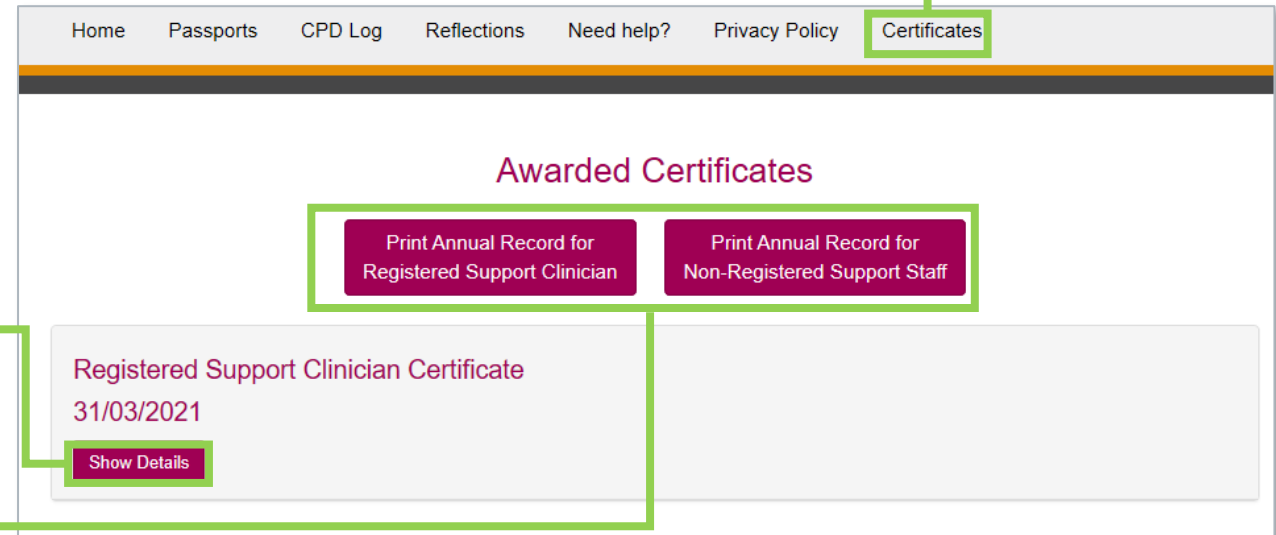 Home Passports CPD Log Reflections Need help? Privacy Policy Certificates
Awarded Certificates
Print Annual Record for
Registered Support Clinician
Print Annual Record for
Non-Registered Support Staff
Registered Support Clinician Certificate
31/03/2021
Show Details